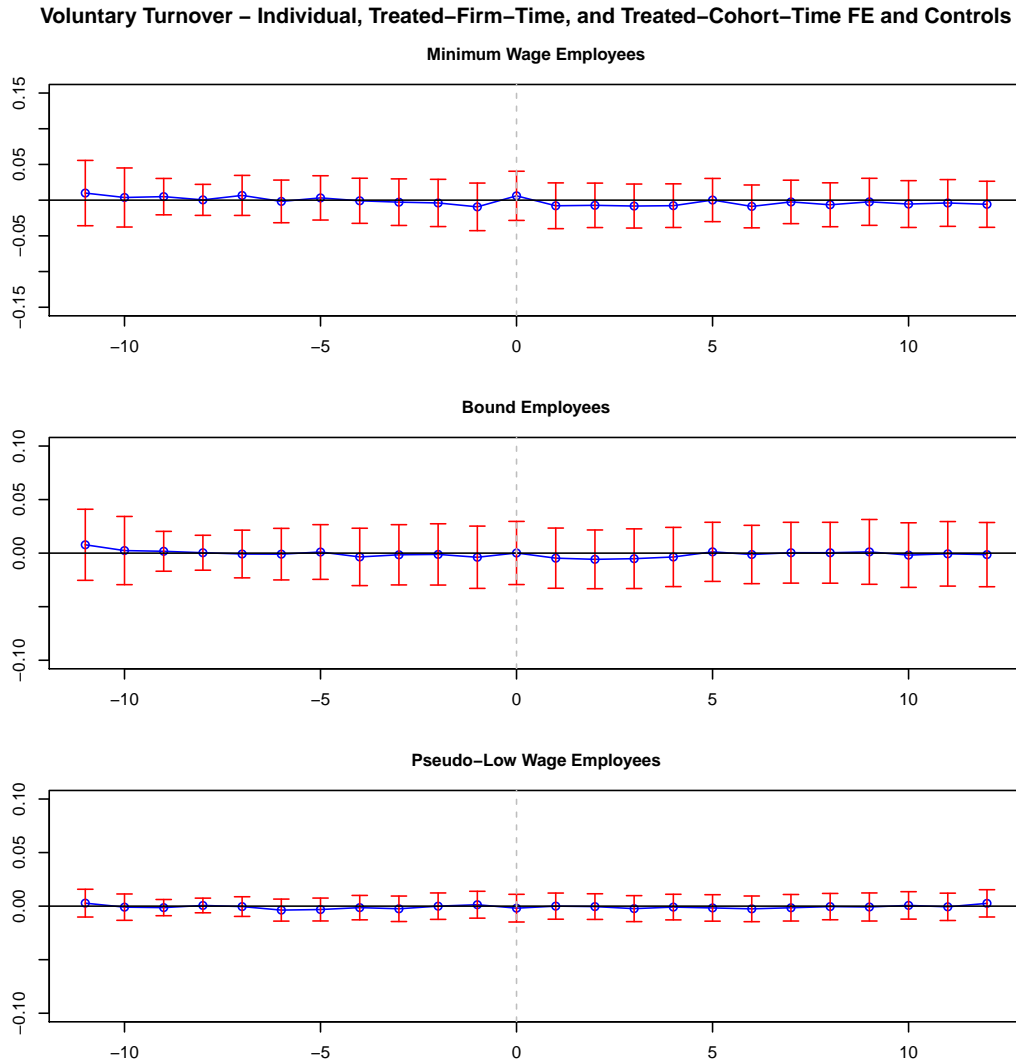 Voluntary Turnover − Individual, Treated−Firm−Time, and Treated−Cohort−Time FE and Controls
Minimum Wage Employees
0.15
0.05
−0.05
−0.15
−10 −5 0 5 10
Bound Employees
0.10
0.05
0.00
−0.10
−10 −5 0 5 10
Pseudo−Low Wage Employees
0.10
0.05
0.00
−0.10
−10 −5 0 5 10